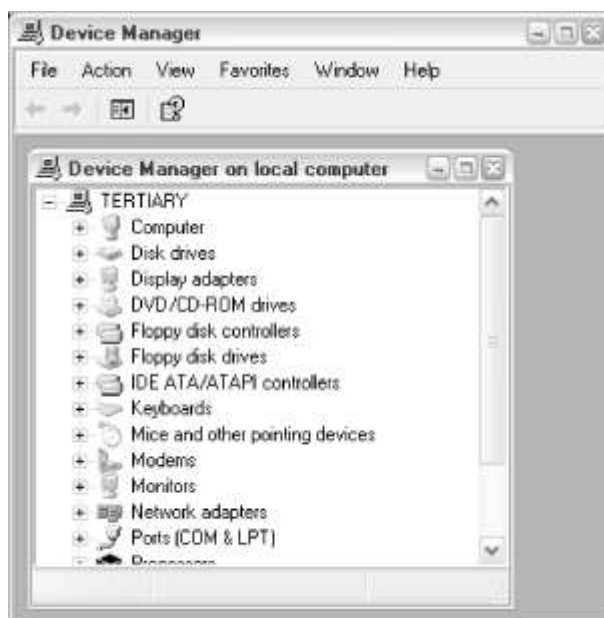 Device Manager
File Action View Favorites Window Help
Device Manager on local computer
TERTIARY
Computer
Disk drives
Display adapters
DVD/CD-ROM drives
Floppy disk controllers
Floppy disk drives
IDE ATA/ATAPI controllers
Keyboards
Mice and other pointing devices
Modems
Monitors
Network adapters
Ports (COM & LPT)
Processors